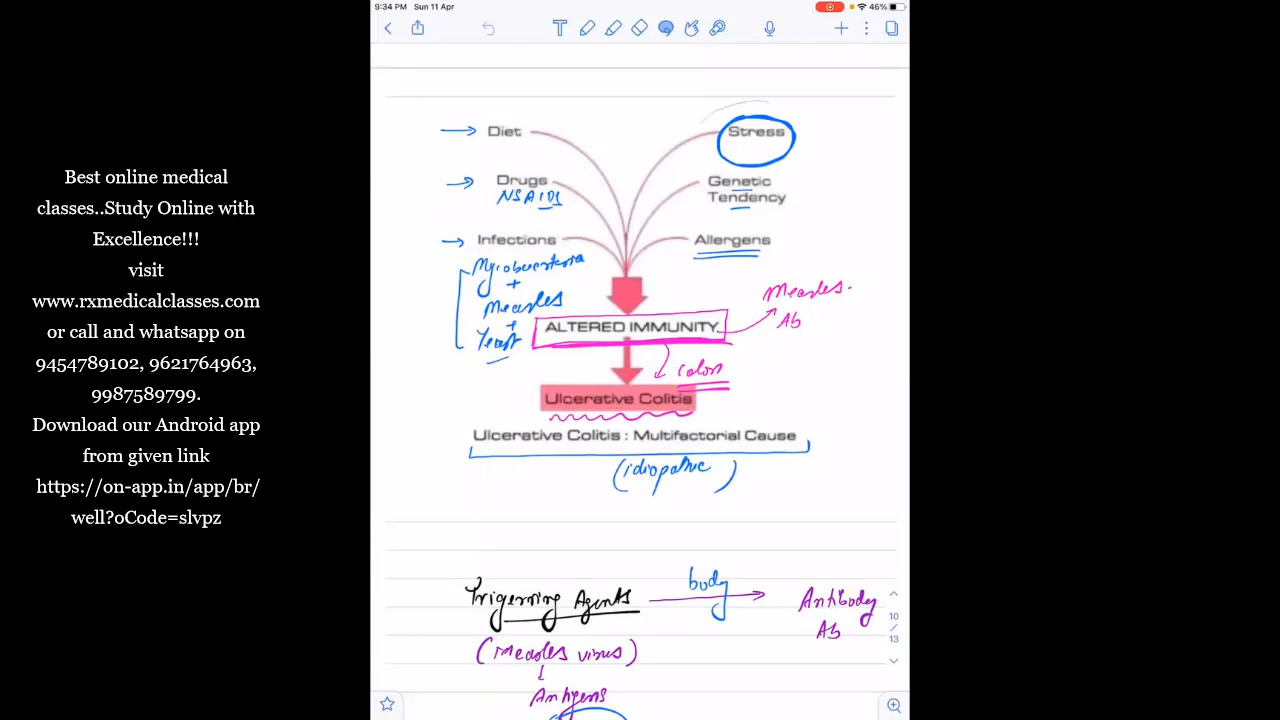 9:34 PM Sun 11 Apr
46%
Best online medical
classes..Study Online with
Excellence!!!
visit
www.rxmedicalclasses.com
or call and whatsapp on
9454789102, 9621764963,
9987589799.
Download our Android app
from given link
https://on-app.in/app/br/
well?oCode=slvpz
Diet
Stress
Drugs
NSAIDs
Genetic
Tendency
Infections
Allergens
Mycobacteria
+
Measles
+
Yeast
ALTERED IMMUNITY
Measles.
Ab
colon
Ulcerative Colitis
Ulcerative Colitis : Multifactorial Cause
(idiopathic)
Trigerring Agents
body
Antibody
Ab
(Measles virus)
Antigens
10
13